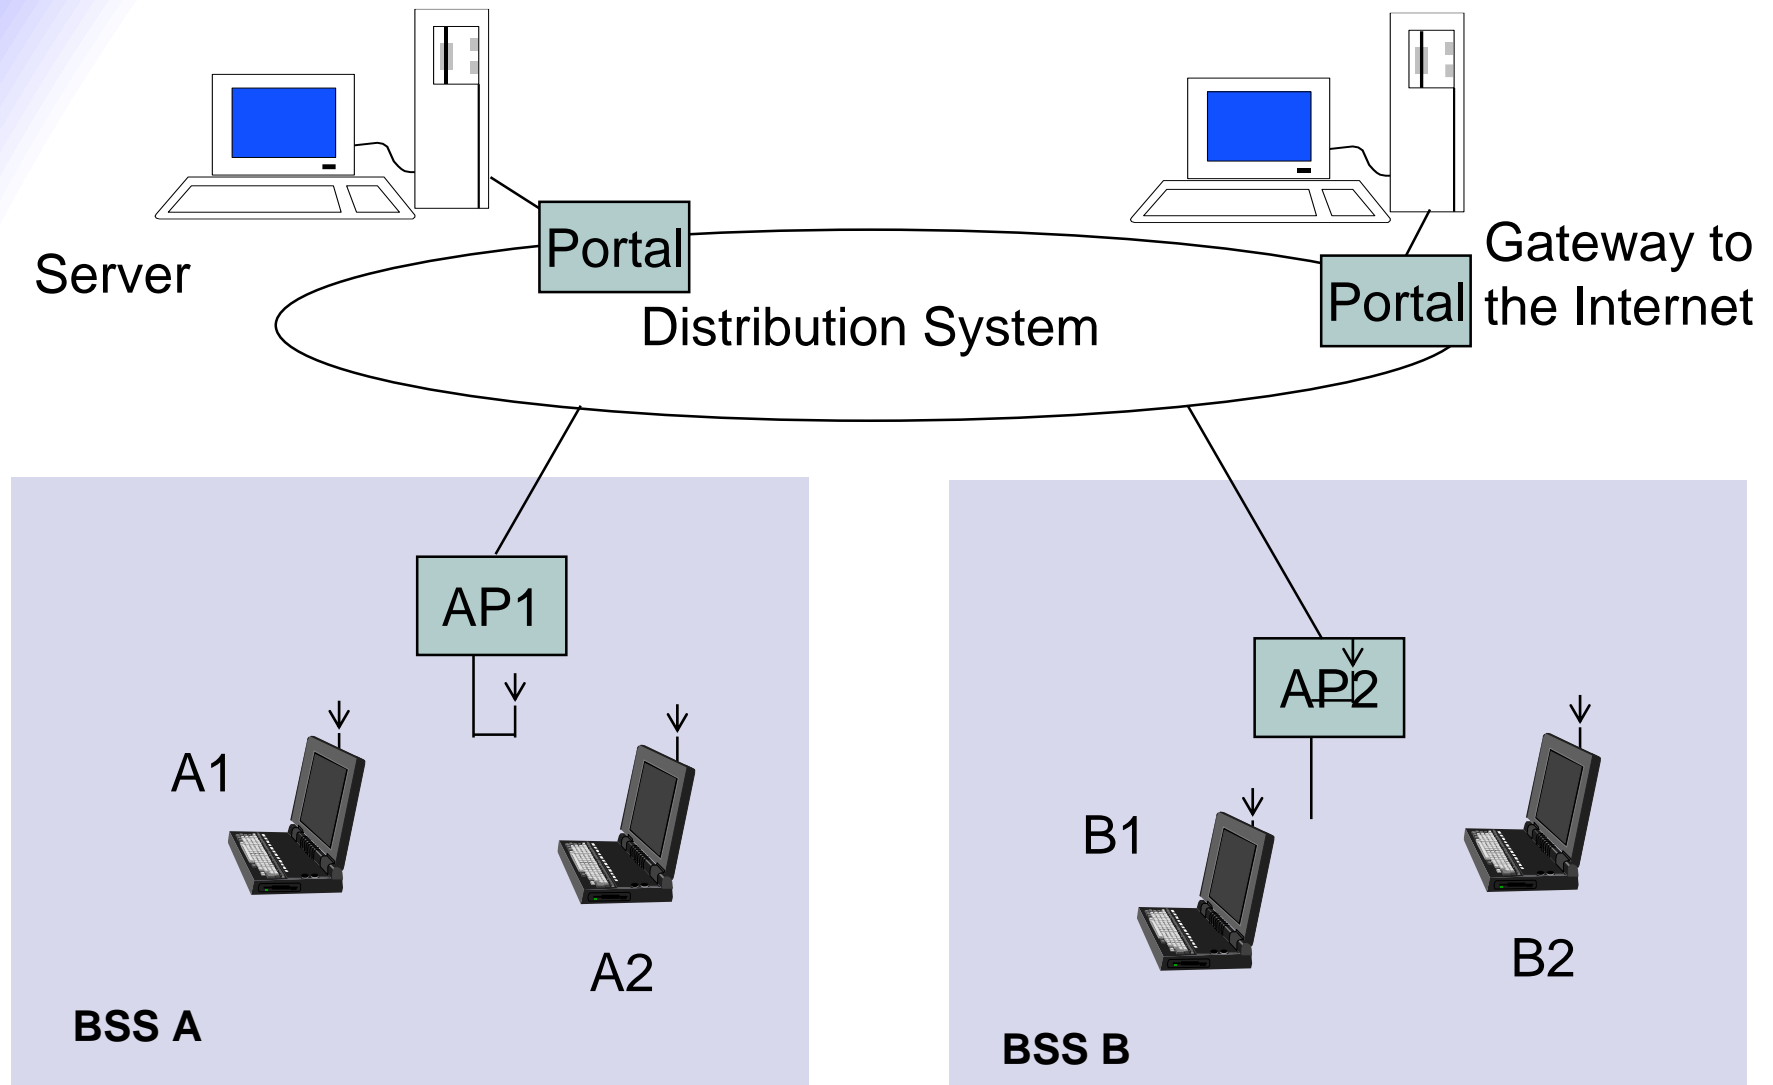 Server
Portal
Gateway to
the Internet
Portal
Distribution System
AP1
AP2
A1
A2
B1
B2
BSS A
BSS B